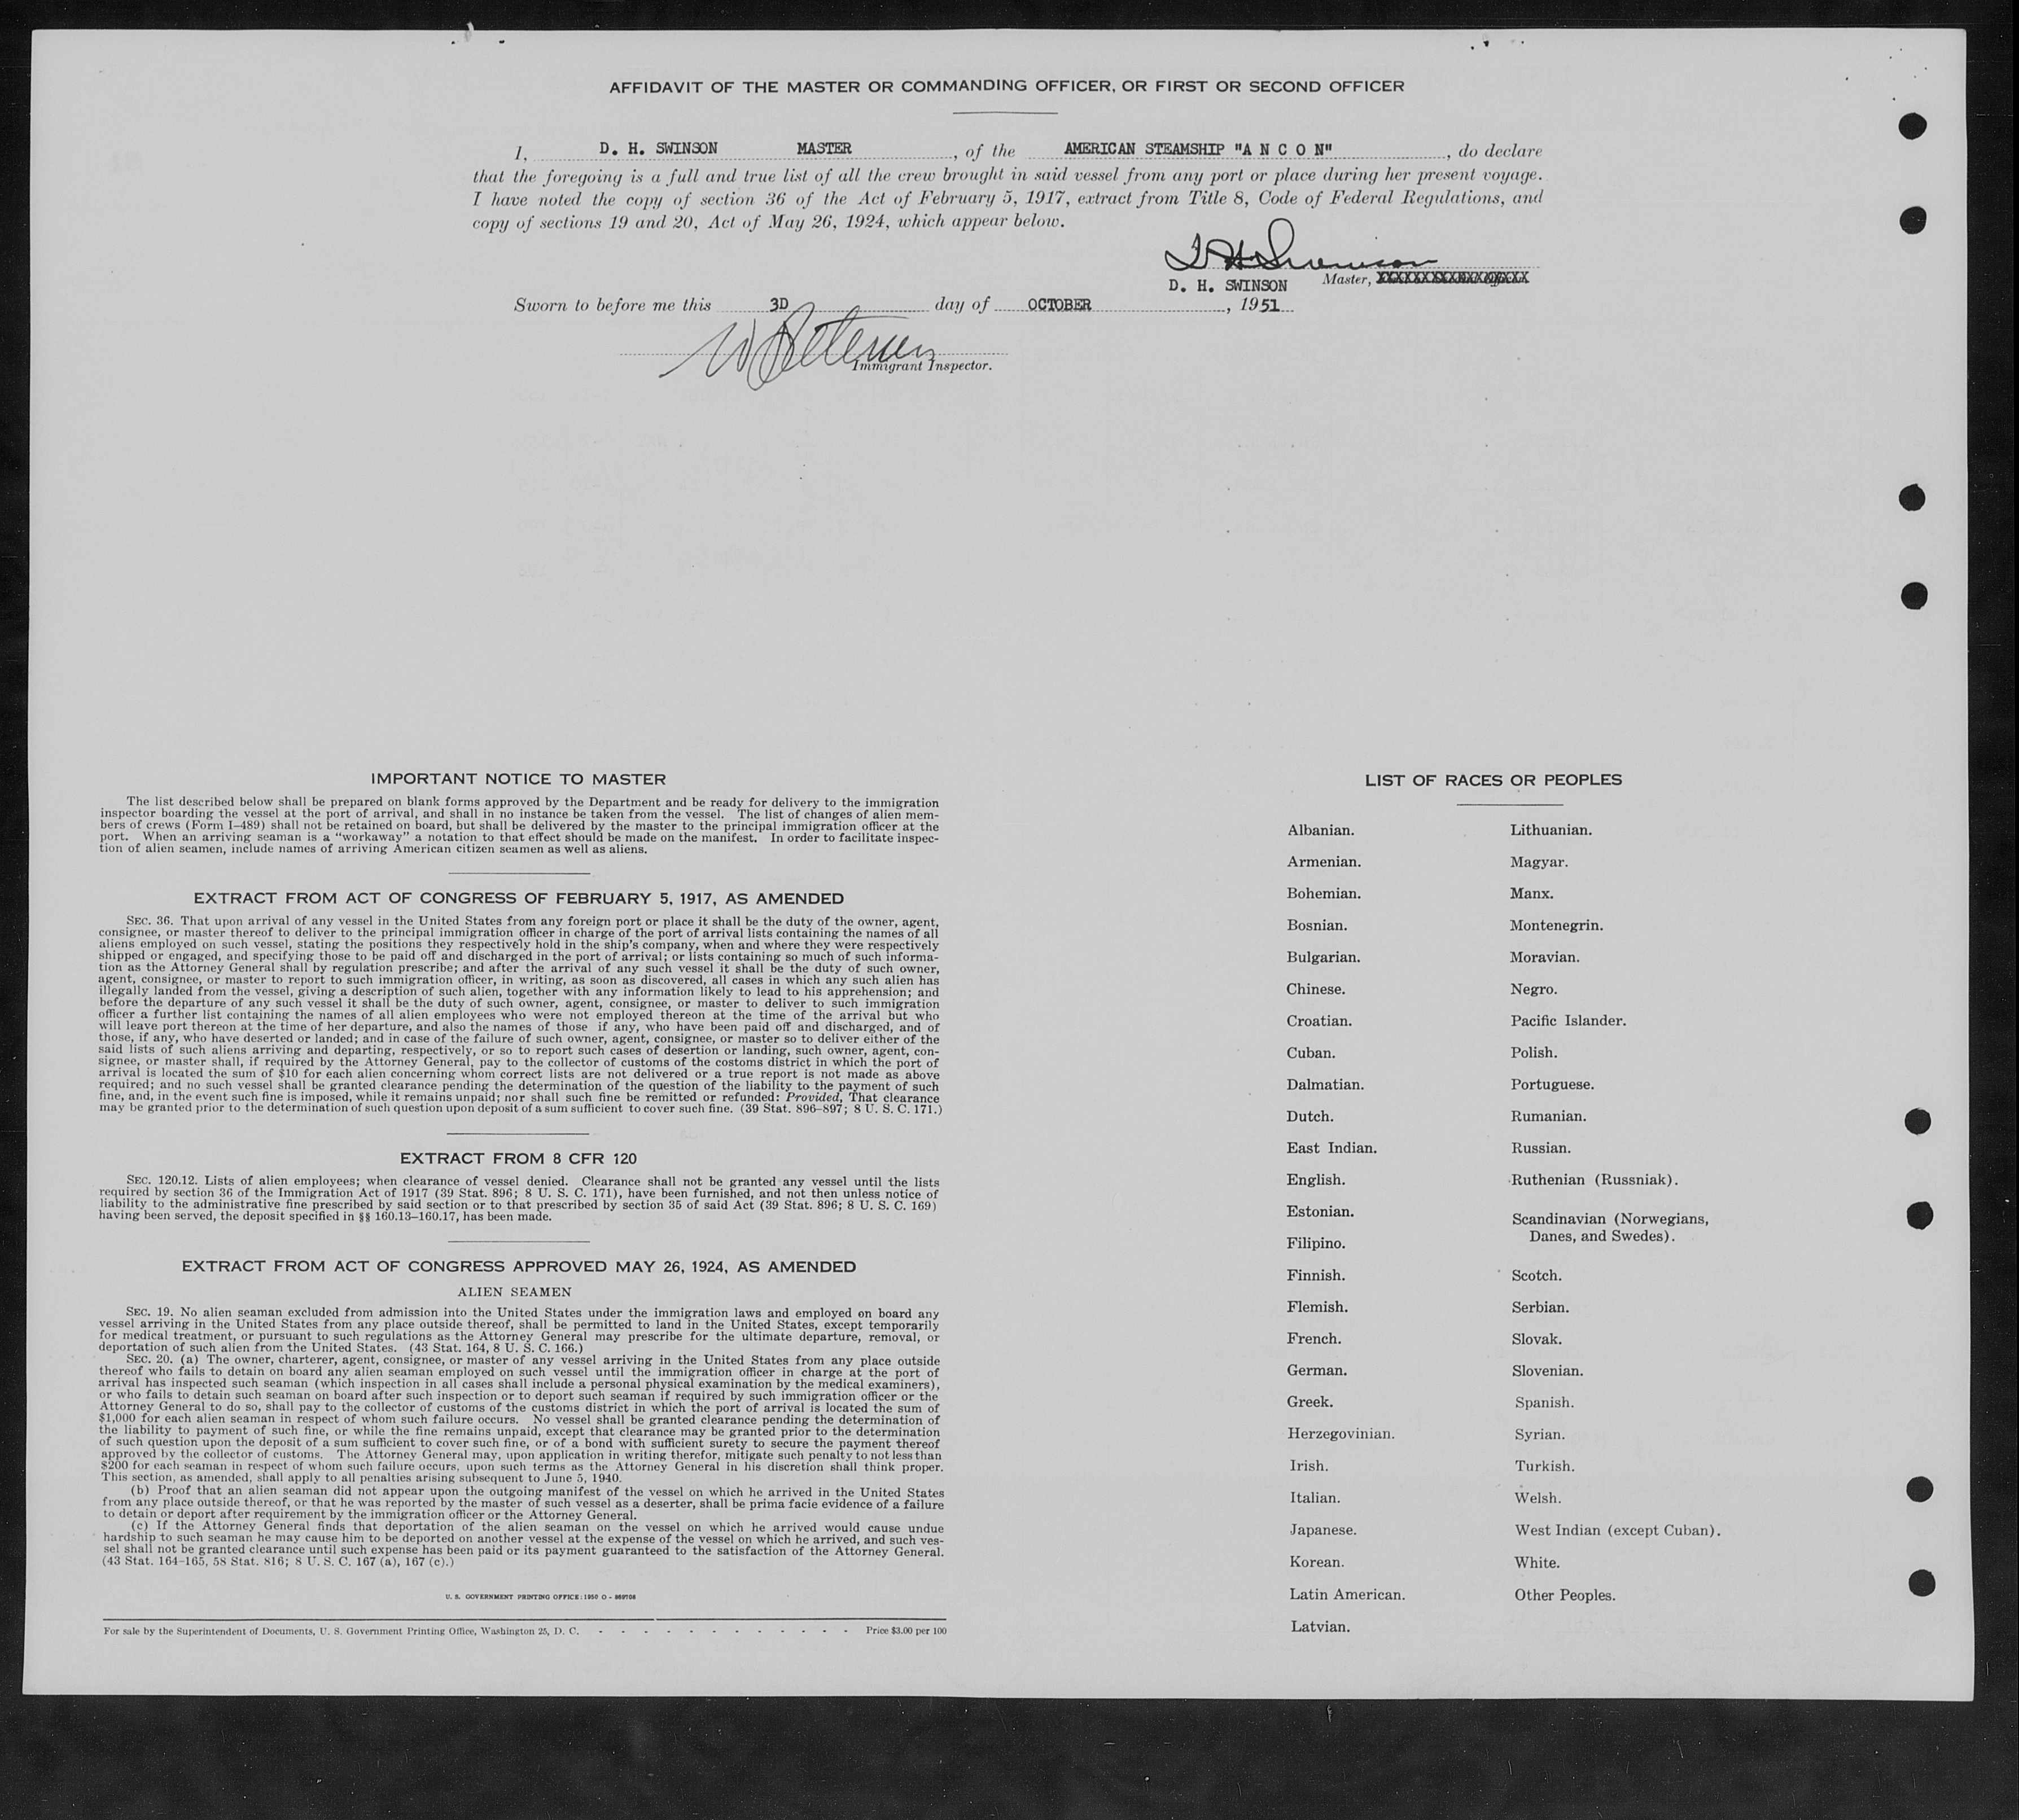 AFFIDAVIT OF THE MASTER OR COMMANDING OFFICER, OR FIRST OR SECOND OFFICER
I, D. H. SWINSON MASTER, of the AMERICAN STEAMSHIP "A N C O N", do declare
that the foregoing is a full and true list of all the crew brought in said vessel from any port or place during her present voyage.
I have noted the copy of section 36 of the Act of February 5, 1917, extract from Title 8, Code of Federal Regulations, and
copy of sections 19 and 20, Act of May 26, 1924, which appear below.
D H Swinson
D. H. SWINSON Master,
Sworn to before me this 3D day of OCTOBER, 1951
Immigrant Inspector.
IMPORTANT NOTICE TO MASTER
The list described below shall be prepared on blank forms approved by the Department and be ready for delivery to the immigration
inspector boarding the vessel at the port of arrival, and shall in no instance be taken from the vessel. The list of changes of alien mem-
bers of crews (Form I-489) shall not be retained on board, but shall be delivered by the master to the principal immigration officer at the
port. When an arriving seaman is a "workaway" a notation to that effect should be made on the manifest. In order to facilitate inspec-
tion of alien seamen, include names of arriving American citizen seamen as well as aliens.
EXTRACT FROM ACT OF CONGRESS OF FEBRUARY 5, 1917, AS AMENDED
SEC. 36. That upon arrival of any vessel in the United States from any foreign port or place it shall be the duty of the owner, agent,
consignee, or master thereof to deliver to the principal immigration officer in charge of the port of arrival lists containing the names of all
aliens employed on such vessel, stating the positions they respectively hold in the ship's company, when and where they were respectively
shipped or engaged, and specifying those to be paid off and discharged in the port of arrival; or lists containing so much of such informa-
tion as the Attorney General shall by regulation prescribe; and after the arrival of any such vessel it shall be the duty of such owner,
agent, consignee, or master to report to such immigration officer, in writing, as soon as discovered, all cases in which any such alien has
illegally landed from the vessel, giving a description of such alien, together with any information likely to lead to his apprehension; and
before the departure of any such vessel it shall be the duty of such owner, agent, consignee, or master to deliver to such immigration
officer a further list containing the names of all alien employees who were not employed thereon at the time of the arrival but who
will leave port thereon at the time of her departure, and also the names of those if any, who have been paid off and discharged, and of
those, if any, who have deserted or landed; and in case of the failure of such owner, agent, consignee, or master so to deliver either of the
said lists of such aliens arriving and departing, respectively, or so to report such cases of desertion or landing, such owner, agent, con-
signee, or master shall, if required by the Attorney General, pay to the collector of customs of the costoms district in which the port of
arrival is located the sum of $10 for each alien concerning whom correct lists are not delivered or a true report is not made as above
required; and no such vessel shall be granted clearance pending the determination of the question of the liability to the payment of such
fine, and, in the event such fine is imposed, while it remains unpaid; nor shall such fine be remitted or refunded: Provided, That clearance
may be granted prior to the determination of such question upon deposit of a sum sufficient to cover such fine. (39 Stat. 896-897; 8 U. S. C. 171.)
EXTRACT FROM 8 CFR 120
SEC. 120.12. Lists of alien employees; when clearance of vessel denied. Clearance shall not be granted any vessel until the lists
required by section 36 of the Immigration Act of 1917 (39 Stat. 896; 8 U. S. C. 171), have been furnished, and not then unless notice of
liability to the administrative fine prescribed by said section or to that prescribed by section 35 of said Act (39 Stat. 896; 8 U. S. C. 169)
having been served, the deposit specified in §§ 160.13-160.17, has been made.
EXTRACT FROM ACT OF CONGRESS APPROVED MAY 26, 1924, AS AMENDED
ALIEN SEAMEN
SEC. 19. No alien seaman excluded from admission into the United States under the immigration laws and employed on board any
vessel arriving in the United States from any place outside thereof, shall be permitted to land in the United States, except temporarily
for medical treatment, or pursuant to such regulations as the Attorney General may prescribe for the ultimate departure, removal, or
deportation of such alien from the United States. (43 Stat. 164, 8 U. S. C. 166.)
SEC. 20. (a) The owner, charterer, agent, consignee, or master of any vessel arriving in the United States from any place outside
thereof who fails to detain on board any alien seaman employed on such vessel until the immigration officer in charge at the port of
arrival has inspected such seaman (which inspection in all cases shall include a personal physical examination by the medical examiners),
or who fails to detain such seaman on board after such inspection or to deport such seaman if required by such immigration officer or the
Attorney General to do so, shall pay to the collector of customs of the customs district in which the port of arrival is located the sum of
$1,000 for each alien seaman in respect of whom such failure occurs. No vessel shall be granted clearance pending the determination of
the liability to payment of such fine, or while the fine remains unpaid, except that clearance may be granted prior to the determination
of such question upon the deposit of a sum sufficient to cover such fine, or of a bond with sufficient surety to secure the payment thereof
approved by the collector of customs. The Attorney General may, upon application in writing therefor, mitigate such penalty to not less than
$200 for each seaman in respect of whom such failure occurs, upon such terms as the Attorney General in his discretion shall think proper.
This section, as amended, shall apply to all penalties arising subsequent to June 5, 1940.
(b) Proof that an alien seaman did not appear upon the outgoing manifest of the vessel on which he arrived in the United States
from any place outside thereof, or that he was reported by the master of such vessel as a deserter, shall be prima facie evidence of a failure
to detain or deport after requirement by the immigration officer or the Attorney General.
(c) If the Attorney General finds that deportation of the alien seaman on the vessel on which he arrived would cause undue
hardship to such seaman he may cause him to be deported on another vessel at the expense of the vessel on which he arrived, and such ves-
sel shall not be granted clearance until such expense has been paid or its payment guaranteed to the satisfaction of the Attorney General.
(43 Stat. 164-165, 58 Stat. 816; 8 U. S. C. 167 (a), 167 (c).)
U. S. GOVERNMENT PRINTING OFFICE: 1950 O - 869708
For sale by the Superintendent of Documents, U. S. Government Printing Office, Washington 25, D. C. - - - - - - - - - - - - Price $3.00 per 100
LIST OF RACES OR PEOPLES
Albanian.
Armenian.
Bohemian.
Bosnian.
Bulgarian.
Chinese.
Croatian.
Cuban.
Dalmatian.
Dutch.
East Indian.
English.
Estonian.
Filipino.
Finnish.
Flemish.
French.
German.
Greek.
Herzegovinian.
Irish.
Italian.
Japanese.
Korean.
Latin American.
Latvian.
Lithuanian.
Magyar.
Manx.
Montenegrin.
Moravian.
Negro.
Pacific Islander.
Polish.
Portuguese.
Rumanian.
Russian.
Ruthenian (Russniak).
Scandinavian (Norwegians,
Danes, and Swedes).
Scotch.
Serbian.
Slovak.
Slovenian.
Spanish.
Syrian.
Turkish.
Welsh.
West Indian (except Cuban).
White.
Other Peoples.